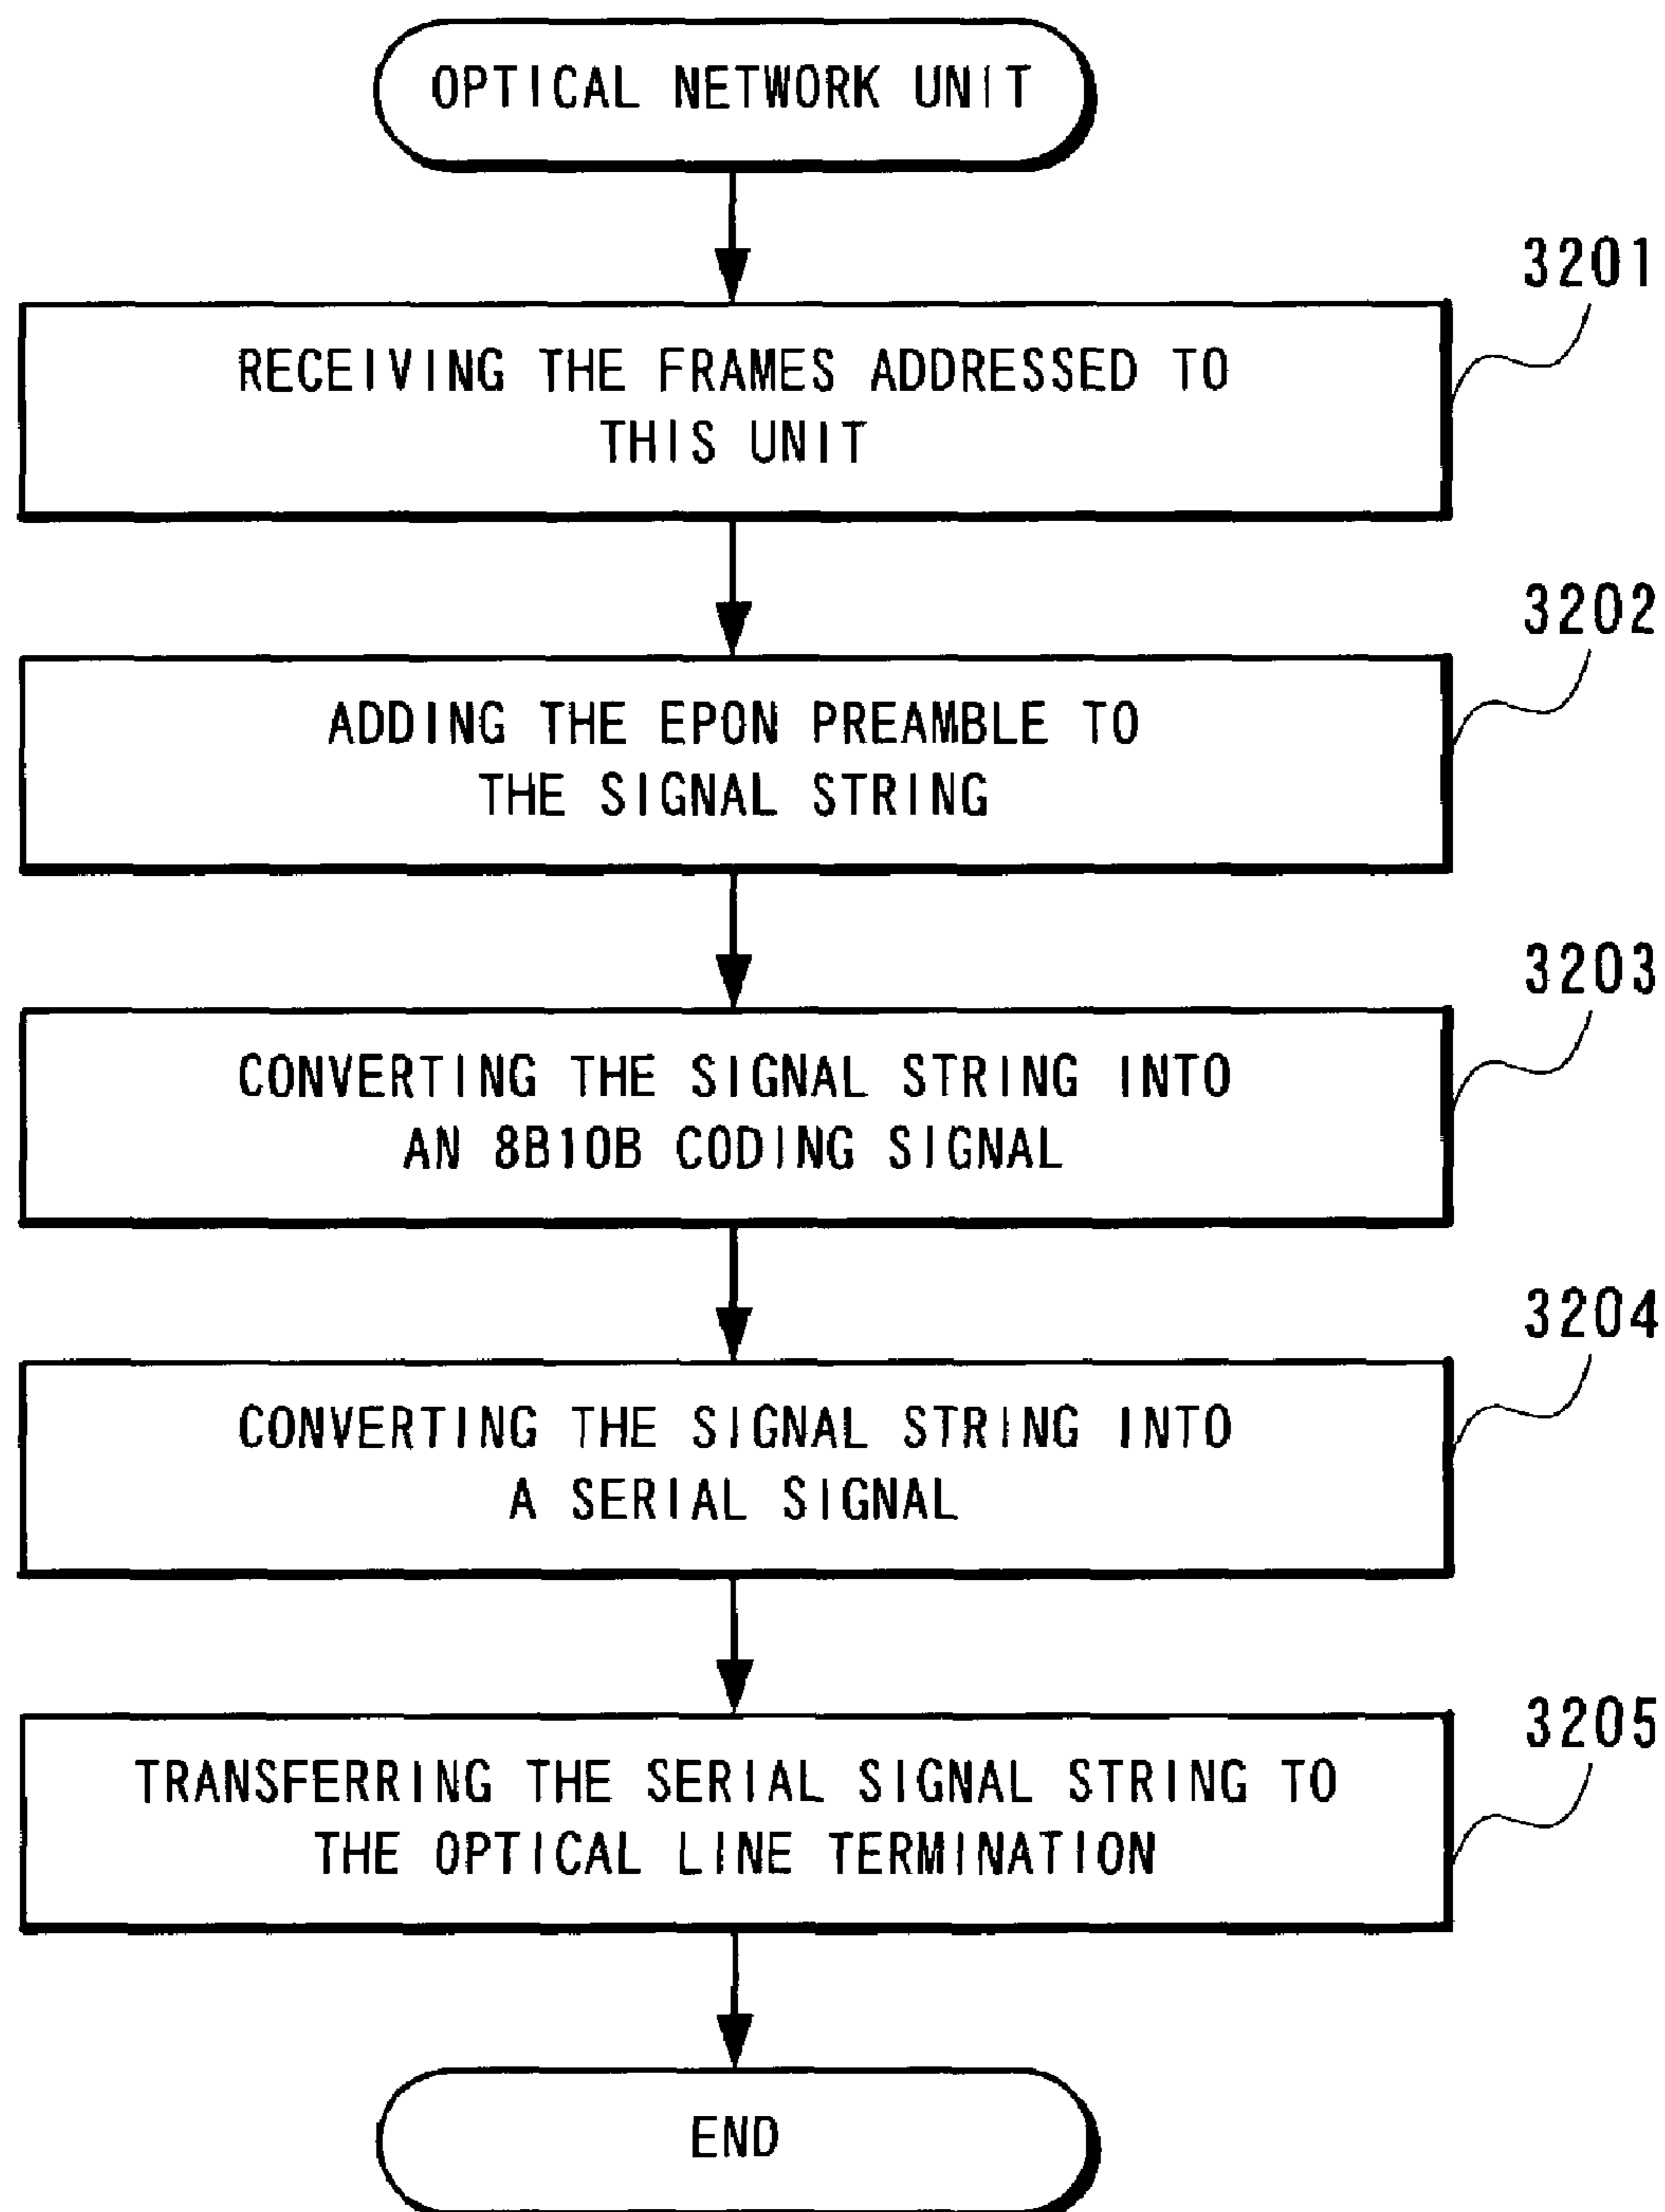 OPTICAL NETWORK UNIT
3201
RECEIVING THE FRAMES ADDRESSED TO
THIS UNIT
3202
ADDING THE EPON PREAMBLE TO
THE SIGNAL STRING
3203
CONVERTING THE SIGNAL STRING INTO
AN 8B10B CODING SIGNAL
3204
CONVERTING THE SIGNAL STRING INTO
A SERIAL SIGNAL
3205
TRANSFERRING THE SERIAL SIGNAL STRING TO
THE OPTICAL LINE TERMINATION
END